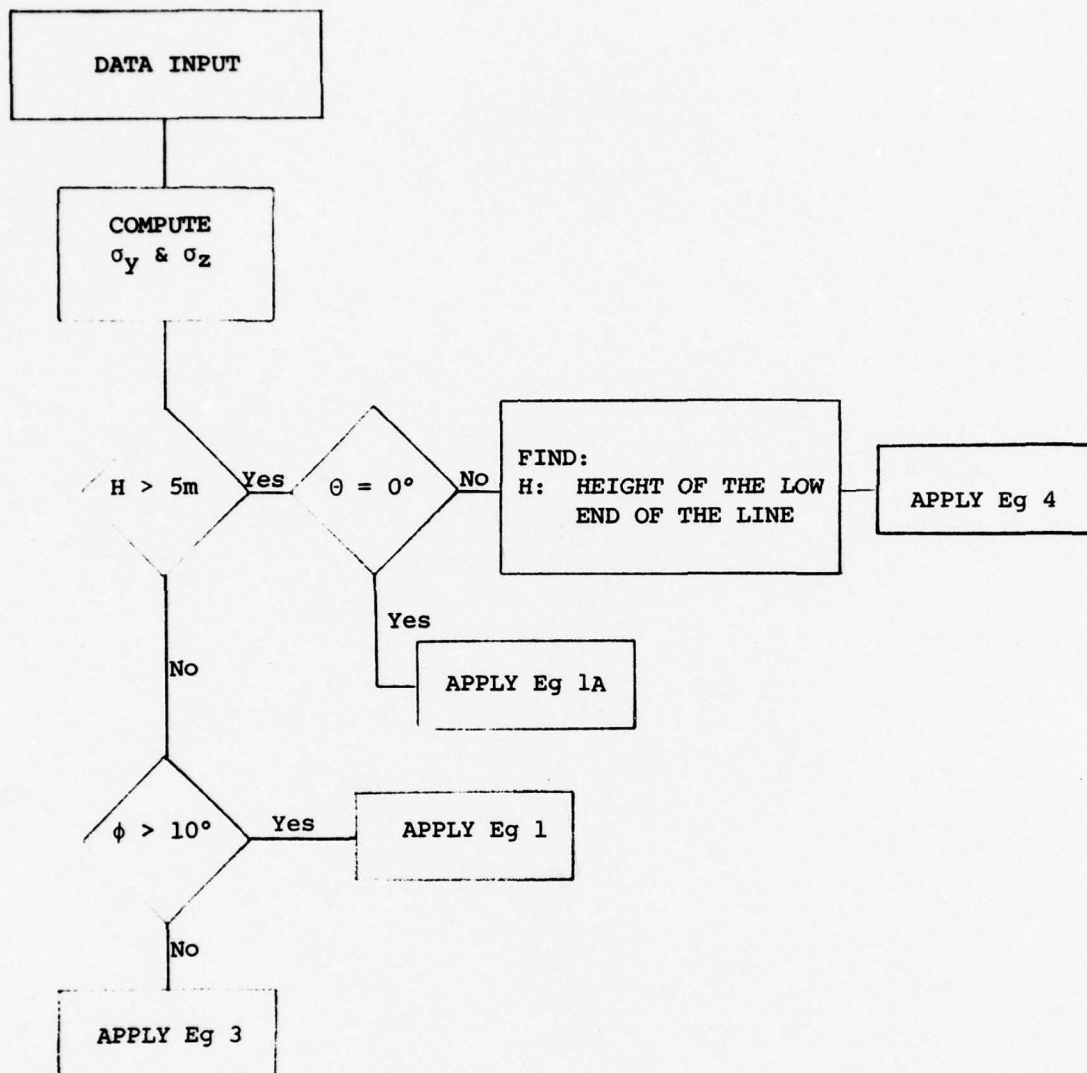 DATA INPUT
COMPUTE
σy & σz
H > 5m
Yes
Θ = 0°
No
FIND:
H: HEIGHT OF THE LOW
END OF THE LINE
APPLY Eg 4
Yes
APPLY Eg 1A
No
ϕ > 10°
Yes
APPLY Eg 1
No
APPLY Eg 3